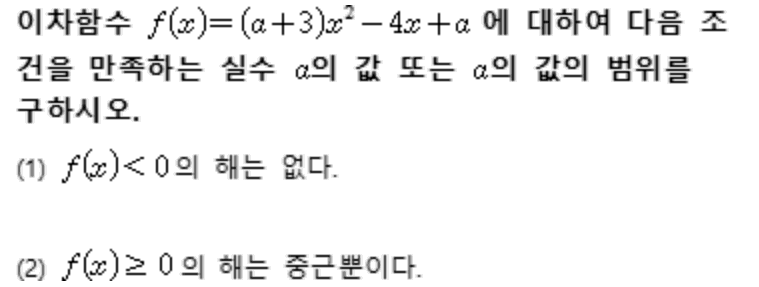 이차함수 f(x)=(a+3)x²-4x+a 에 대하여 다음 조
건을 만족하는 실수 a의 값 또는 a의 값의 범위를
구하시오.
(1) f(x)< 0의 해는 없다.
(2) f(x)≥ 0의 해는 중근뿐이다.